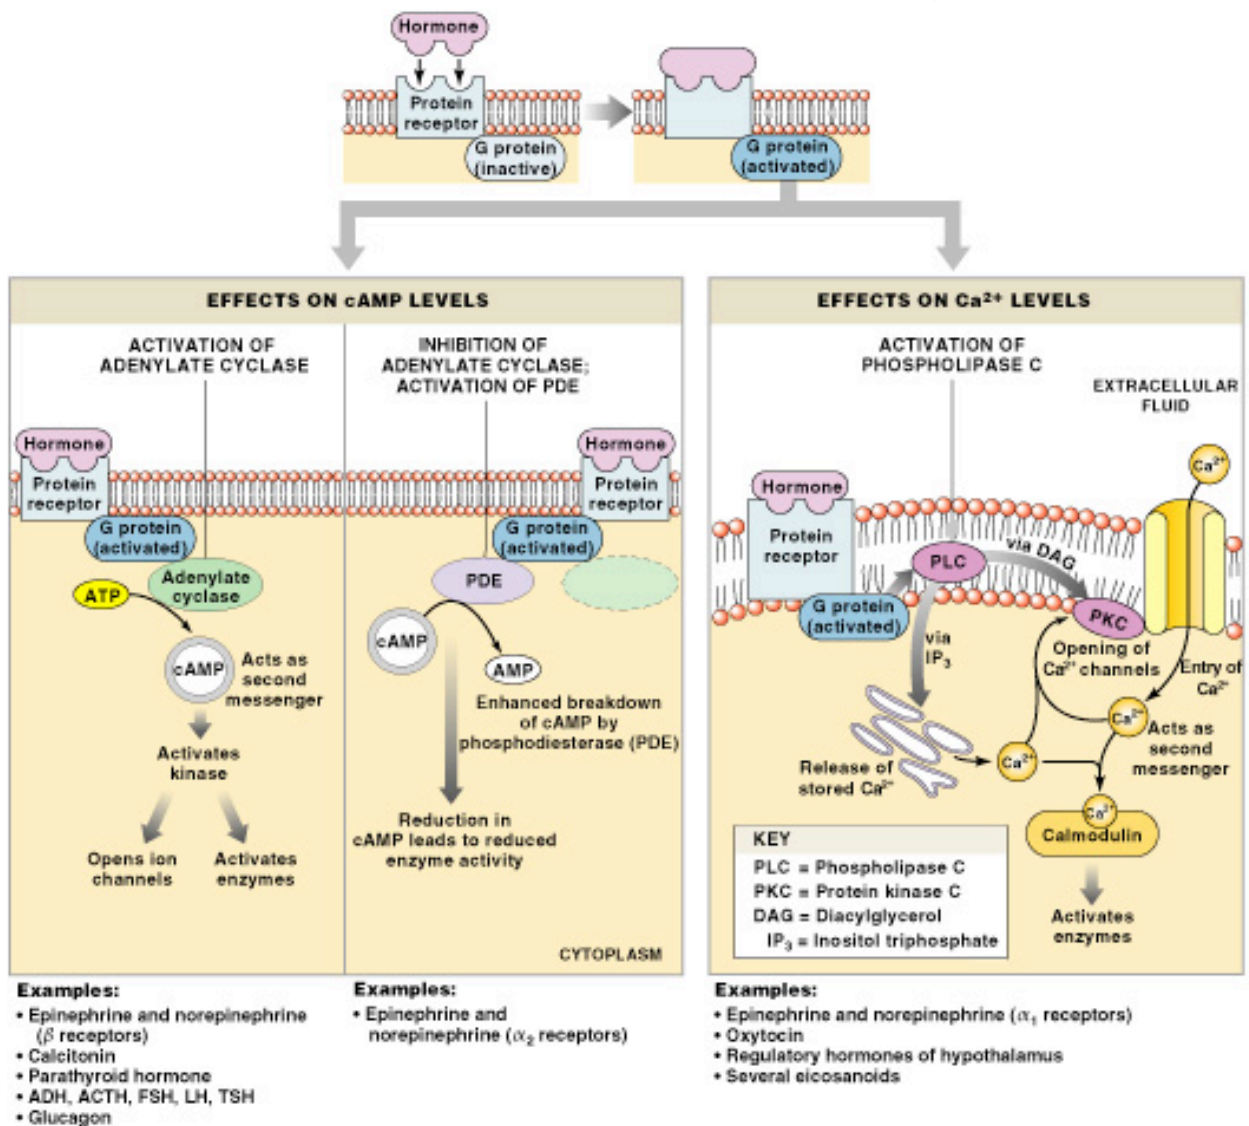 Hormone
Protein
receptor
G protein
(inactive)
G protein
(activated)
EFFECTS ON cAMP LEVELS
ACTIVATION OF
ADENYLATE CYCLASE
INHIBITION OF
ADENYLATE CYCLASE;
ACTIVATION OF PDE
Hormone
Protein
receptor
G protein
(activated)
Adenylate
cyclase
ATP
cAMP
Acts as
second
messenger
Activates
kinase
Opens ion
channels
Activates
enzymes
Hormone
Protein
receptor
G protein
(activated)
PDE
cAMP
AMP
Enhanced breakdown
of cAMP by
phosphodiesterase (PDE)
Reduction in
cAMP leads to reduced
enzyme activity
CYTOPLASM
EFFECTS ON Ca²⁺ LEVELS
ACTIVATION OF
PHOSPHOLIPASE C
EXTRACELLULAR
FLUID
Ca²⁺
Hormone
Protein
receptor
G protein
(activated)
PLC
via DAG
PKC
via
IP₃
Opening of
Ca²⁺ channels
Entry of
Ca²⁺
Ca²⁺
Acts as
second
messenger
Release of
stored Ca²⁺
Ca²⁺
Ca²⁺
Calmodulin
Activates
enzymes
KEY
PLC = Phospholipase C
PKC = Protein kinase C
DAG = Diacylglycerol
IP₃ = Inositol triphosphate
Examples:
• Epinephrine and norepinephrine
(β receptors)
• Calcitonin
• Parathyroid hormone
• ADH, ACTH, FSH, LH, TSH
• Glucagon
Examples:
• Epinephrine and
norepinephrine (α₂ receptors)
Examples:
• Epinephrine and norepinephrine (α₁ receptors)
• Oxytocin
• Regulatory hormones of hypothalamus
• Several eicosanoids